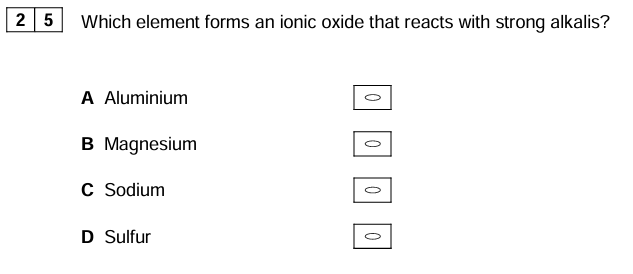 2 5 Which element forms an ionic oxide that reacts with strong alkalis?
A Aluminium
B Magnesium
C Sodium
D Sulfur